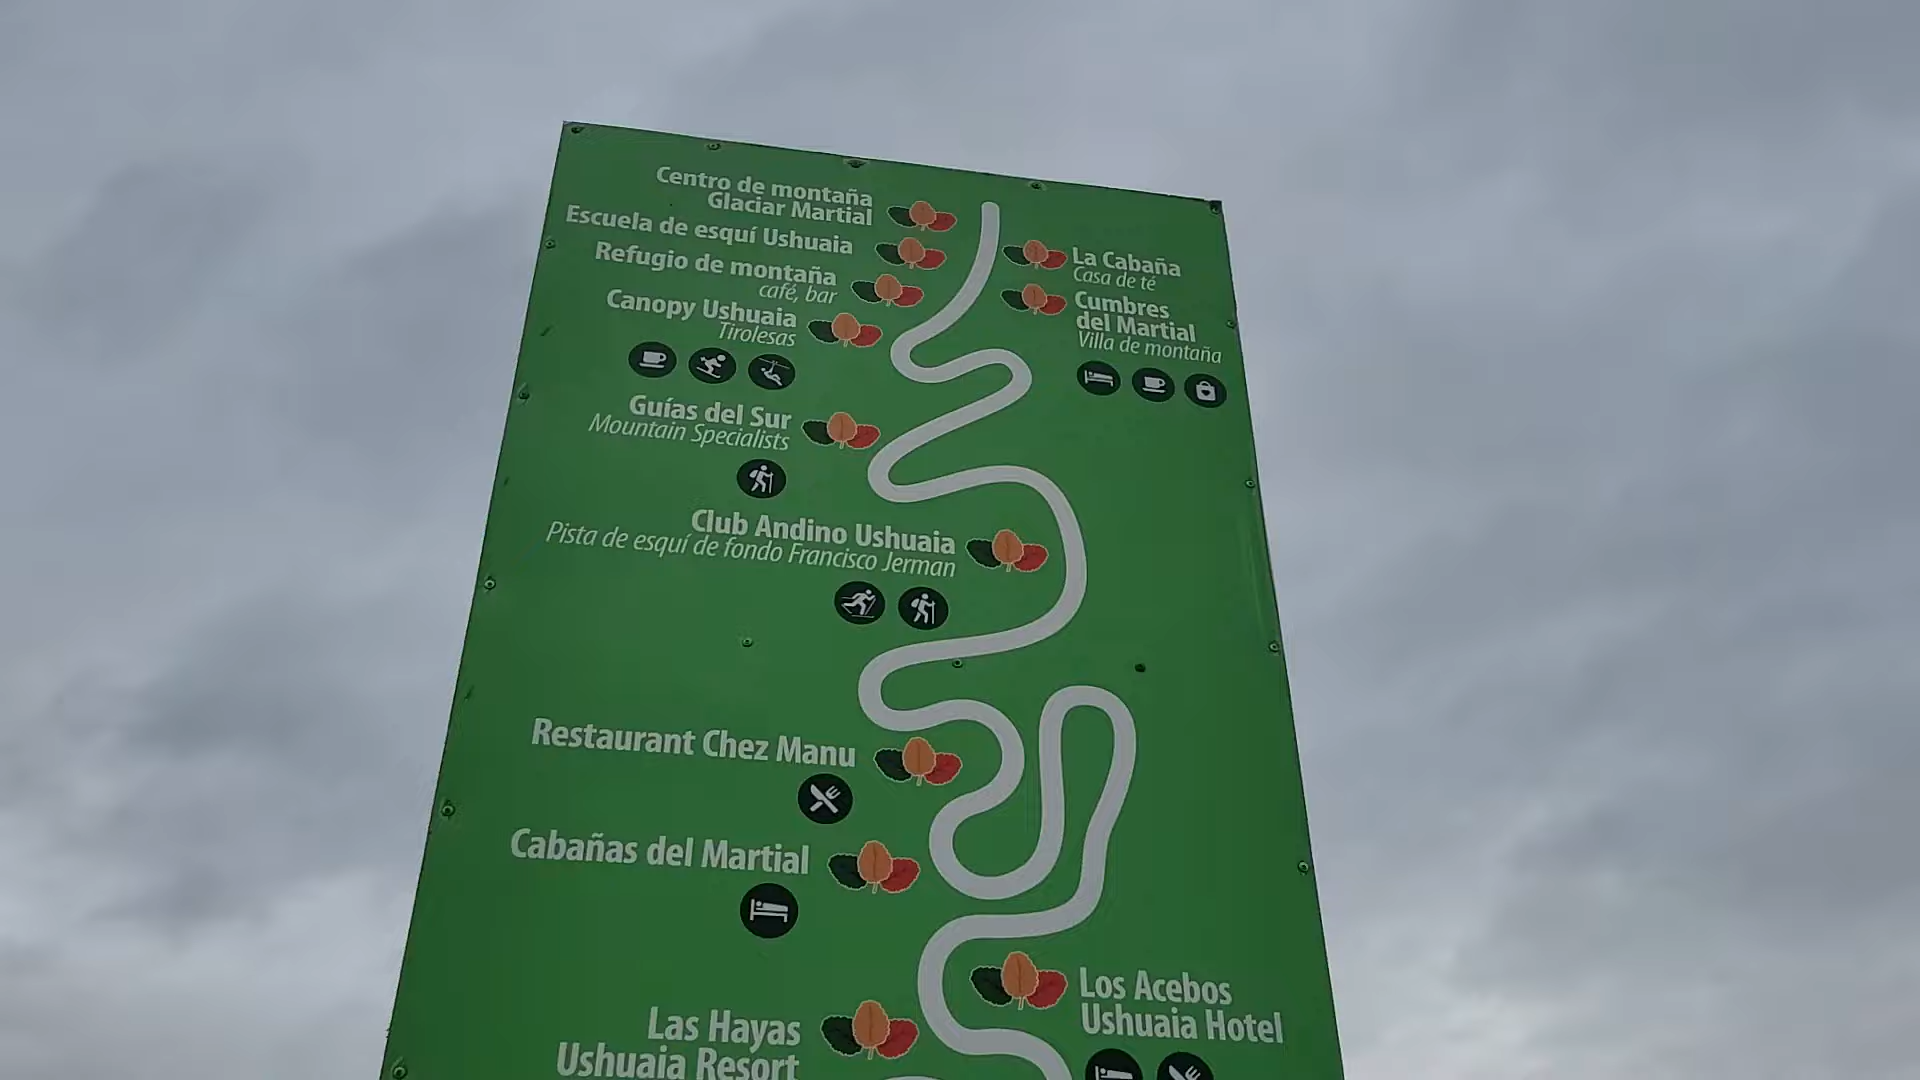 Centro de montaña
Glaciar Martial
Escuela de esquí Ushuaia
Refugio de montaña
café, bar
Canopy Ushuaia
Tirolesas
La Cabaña
Casa de té
Cumbres
del Martial
Villa de montaña
Guías del Sur
Mountain Specialists
Club Andino Ushuaia
Pista de esquí de fondo Francisco Jerman
Restaurant Chez Manu
Cabañas del Martial
Los Acebos
Ushuaia Hotel
Las Hayas
Ushuaia Resort